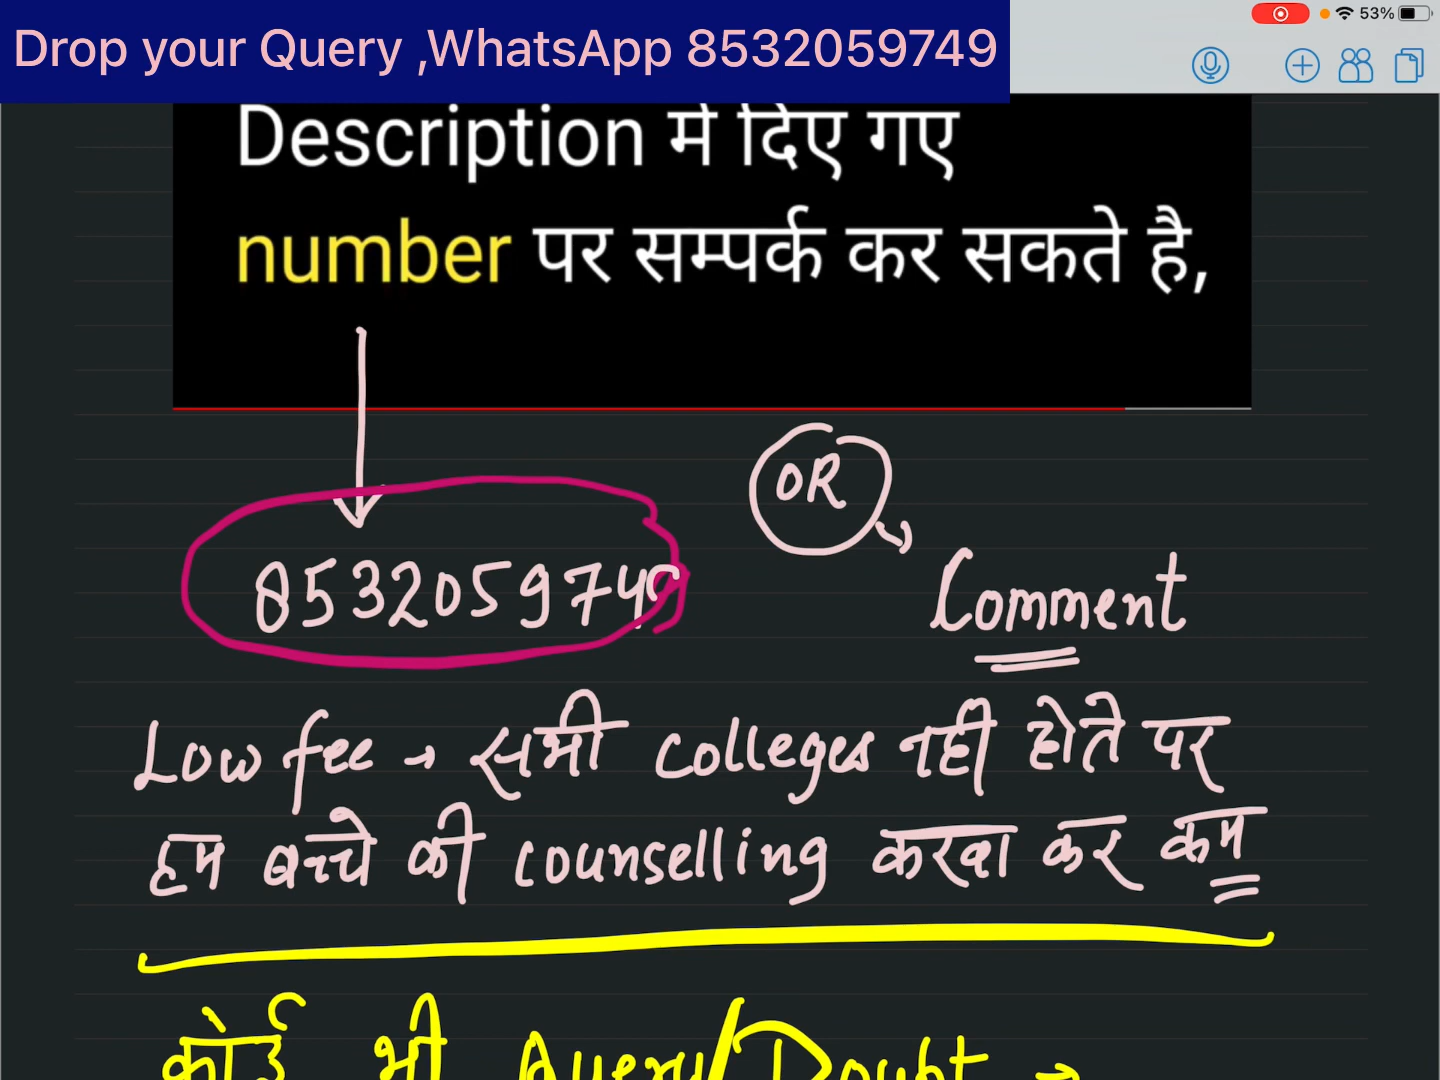 Drop your Query ,WhatsApp 8532059749
53%
Description में दिए गए
number पर सम्पर्क कर सकते है,
OR
8532059749
Comment
Low fee → सभी colleges नही होते पर
हम बच्चे की counselling करवा कर कम
कोई भी Query/Doubt →